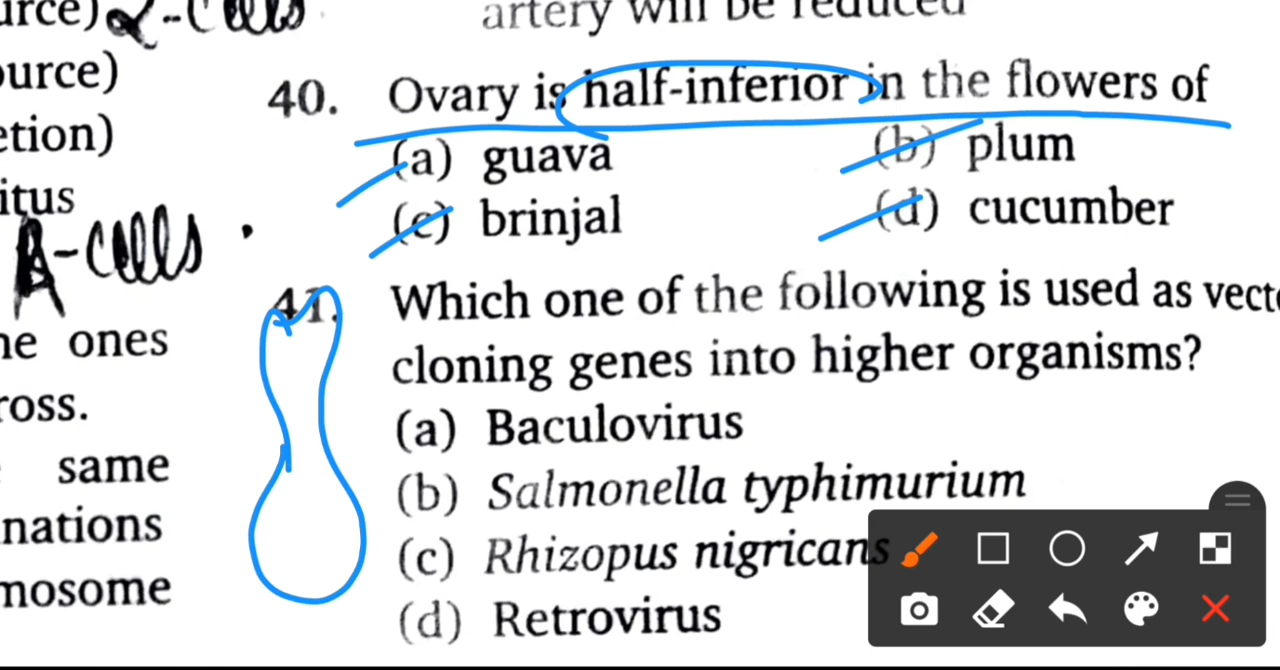 urce) α-cells
artery will be reduced
ource)
40. Ovary is half-inferior in the flowers of
etion)
(a) guava (b) plum
itus
(c) brinjal (d) cucumber
A-cells
41. Which one of the following is used as vect
ne ones
cloning genes into higher organisms?
ross.
(a) Baculovirus
same
(b) Salmonella typhimurium
nations
(c) Rhizopus nigricans
mosome
(d) Retrovirus